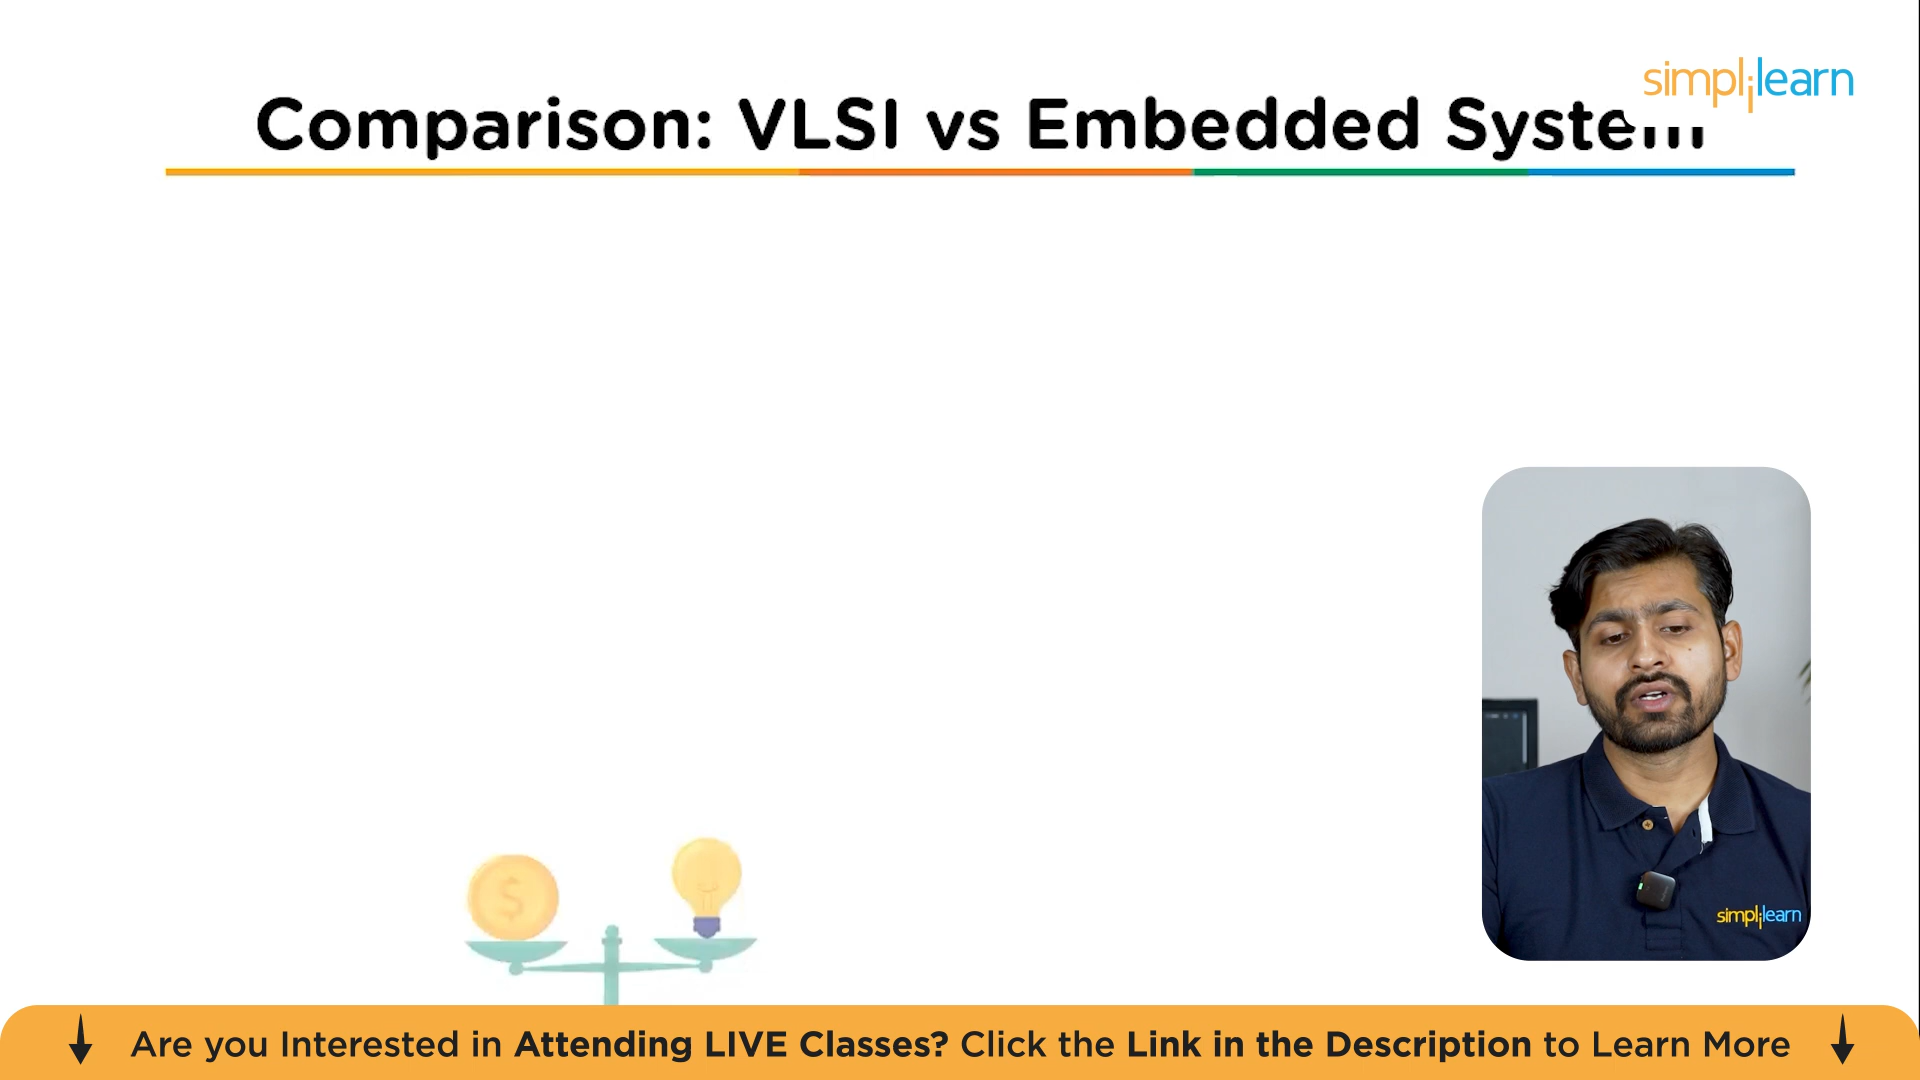 simplilearn
Comparison: VLSI vs Embedded System
$
simplilearn
Are you Interested in Attending LIVE Classes? Click the Link in the Description to Learn More